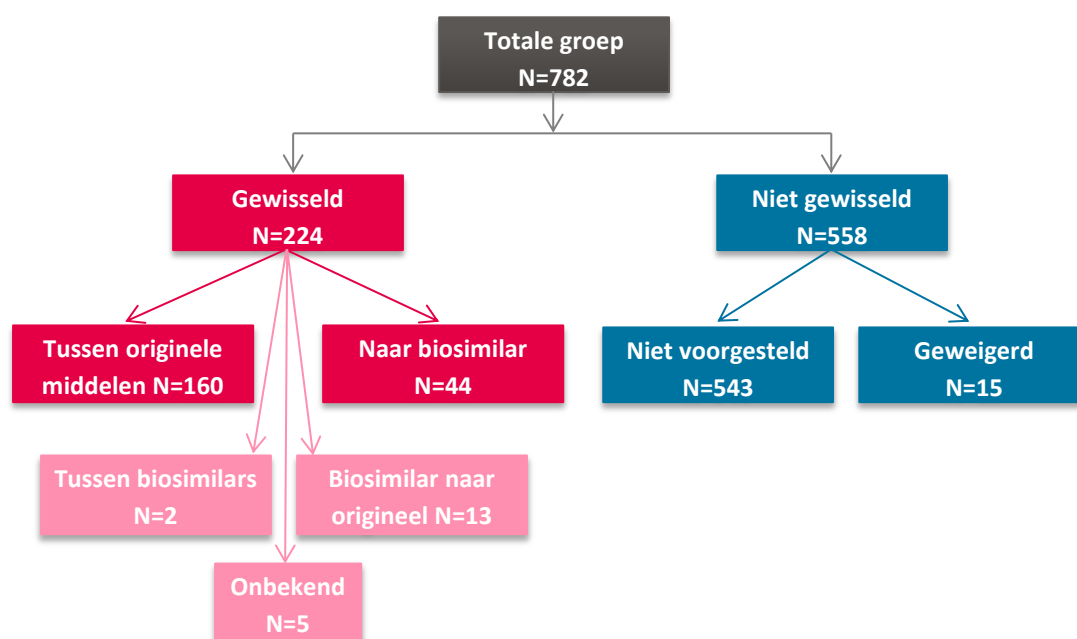 Totale groep
N=782
Gewisseld
N=224
Niet gewisseld
N=558
Tussen originele
middelen N=160
Naar biosimilar
N=44
Niet voorgesteld
N=543
Geweigerd
N=15
Tussen biosimilars
N=2
Biosimilar naar
origineel N=13
Onbekend
N=5